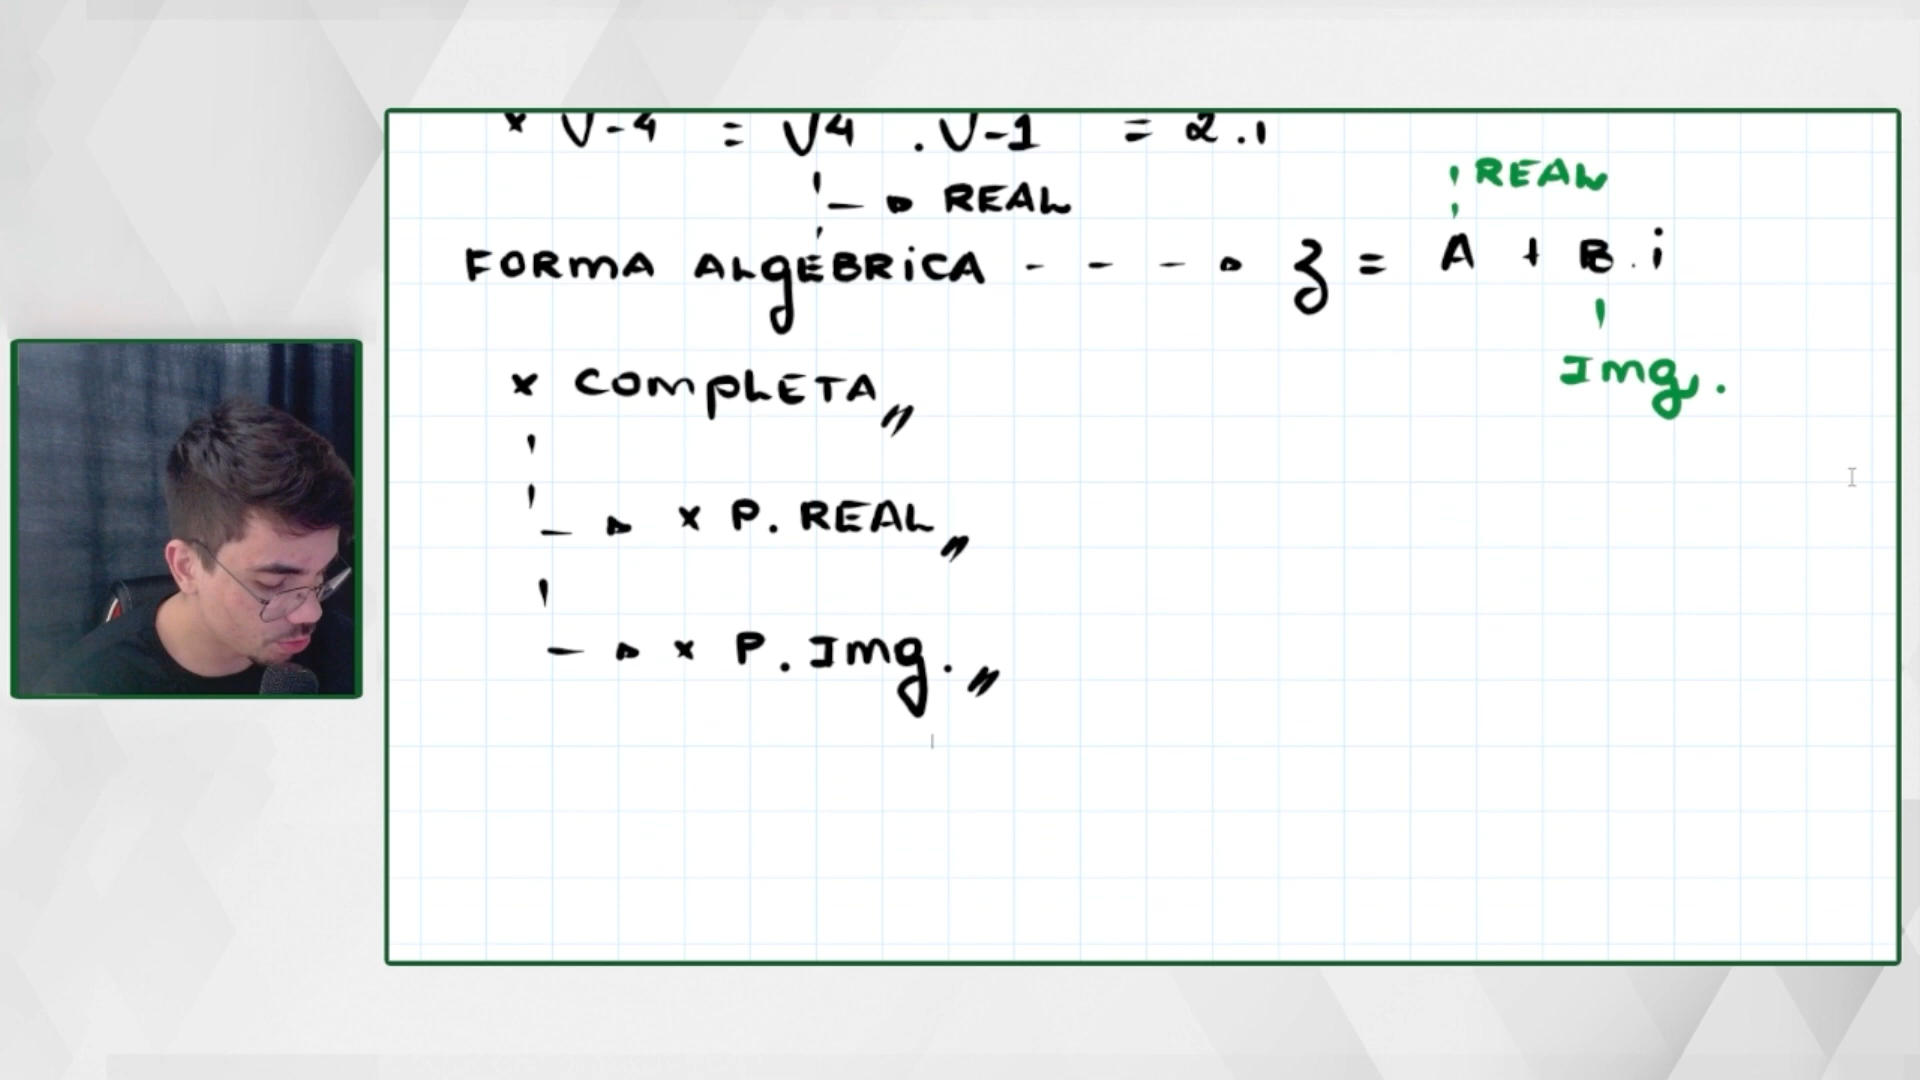 * √-4 = √4 . √-1 = 2.i
REAL
REAL
FORMA ALGÉBRICA - - - → z = A + B.i
Img.
* COMPLETA
* P. REAL
* P. Img.